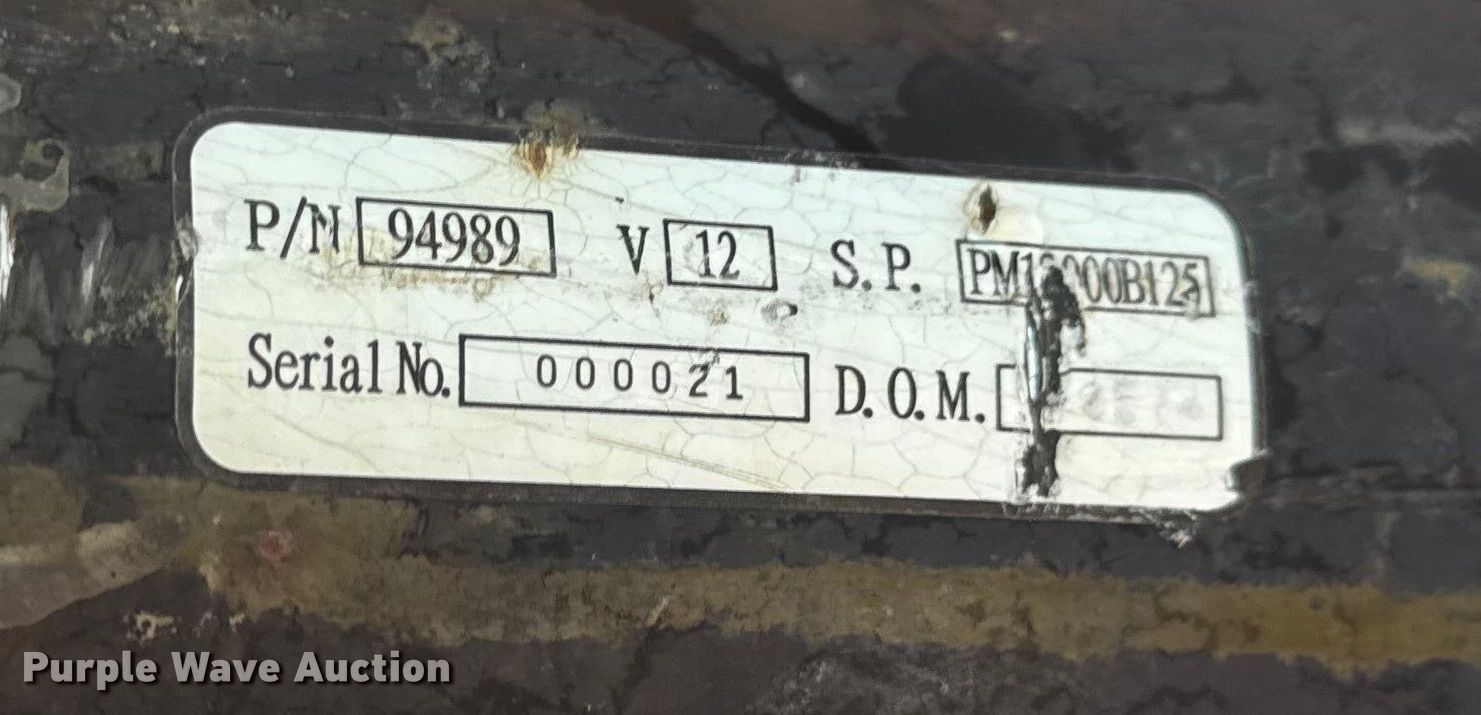 P/N 94989 V 12 S.P.
Serial No. 000021 D.O.M.
Purple Wave Auction